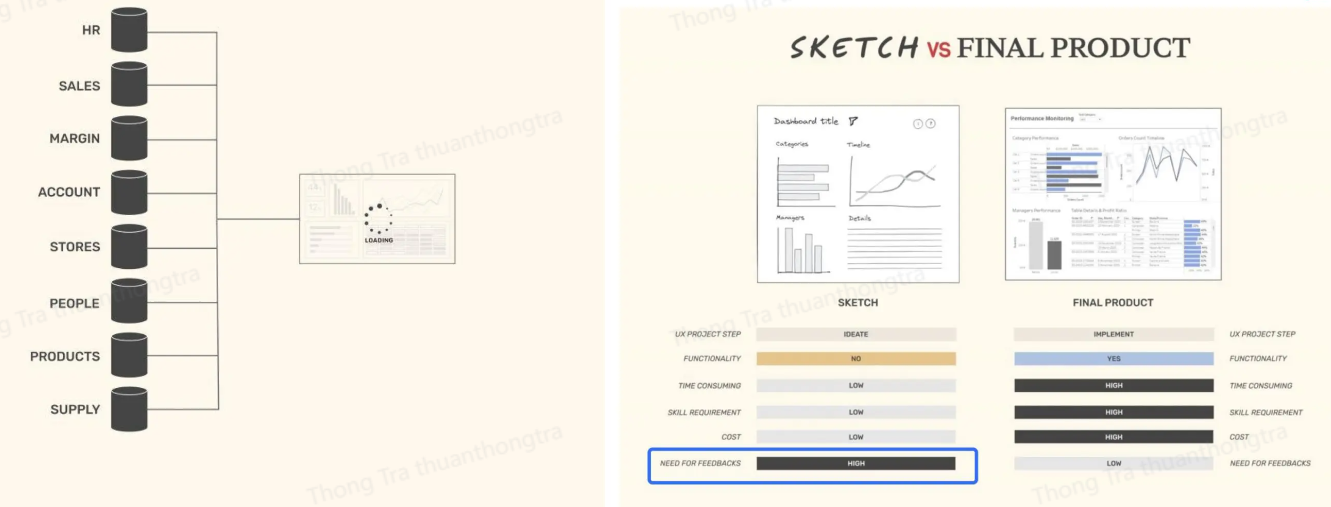 HR
SALES
MARGIN
ACCOUNT
STORES
PEOPLE
PRODUCTS
SUPPLY
LOADING
SKETCH VS FINAL PRODUCT
Dashboard title
Categories
Timeline
Managers
Details
Performance Monitoring
Category Performance
Orders Count Timeline
Managers Performance
Table Details & Profit Ratio
SKETCH
FINAL PRODUCT
UX PROJECT STEP IDEATE IMPLEMENT UX PROJECT STEP
FUNCTIONALITY NO YES FUNCTIONALITY
TIME CONSUMING LOW HIGH TIME CONSUMING
SKILL REQUIREMENT LOW HIGH SKILL REQUIREMENT
COST LOW HIGH COST
NEED FOR FEEDBACKS HIGH LOW NEED FOR FEEDBACKS
Thong Tra thuanthongtra